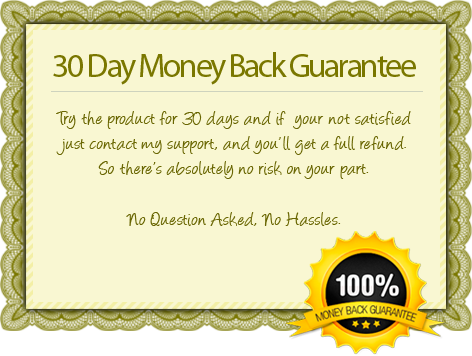 30 Day Money Back Guarantee
Try the product for 30 days and if your not satisfied
just contact my support, and you'll get a full refund.
So there's absolutely no risk on your part.
No Question Asked, No Hassles.
100%
MONEY BACK GUARANTEE